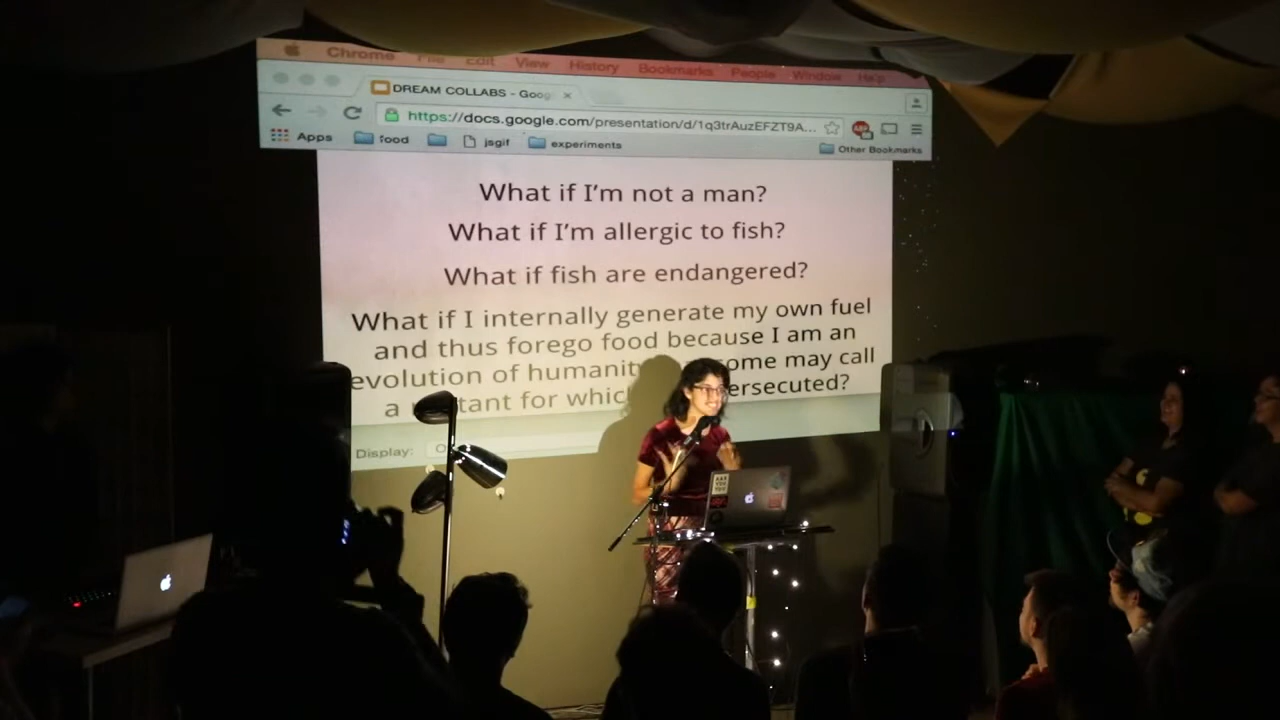 Chrome File Edit View History Bookmarks People Window Help
DREAM COLLABS - Goog
https://docs.google.com/presentation/d/1q3trAuzEFZT9A...
Apps food jsgif experiments Other Bookmarks
What if I'm not a man?
What if I'm allergic to fish?
What if fish are endangered?
What if I internally generate my own fuel
and thus forego food because I am an
evolution of humanity ome may call
a tant for which ersecuted?
Display: